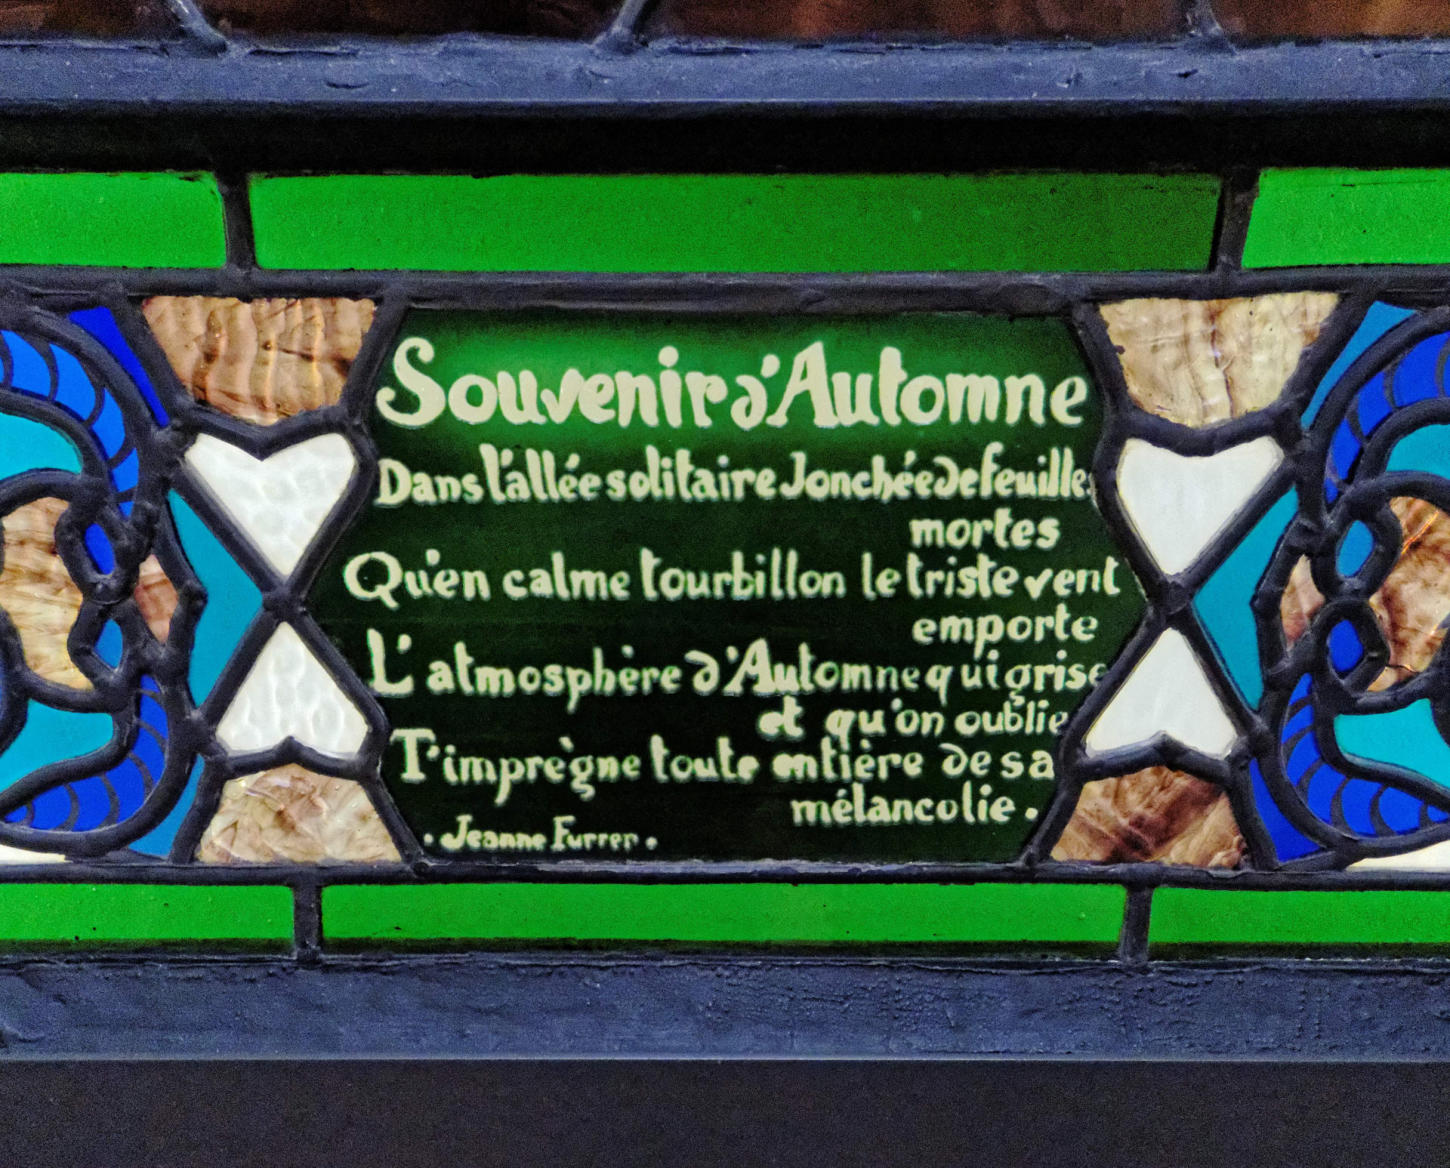 Souvenir d'Automne
Dans l'allée solitaire Jonchée de feuilles
mortes
Qu'en calme tourbillon le triste vent
emporte
L'atmosphère d'Automne qui grise
et qu'on oublie
T'imprègne toute entière de sa
mélancolie.
. Jeanne Furrer .